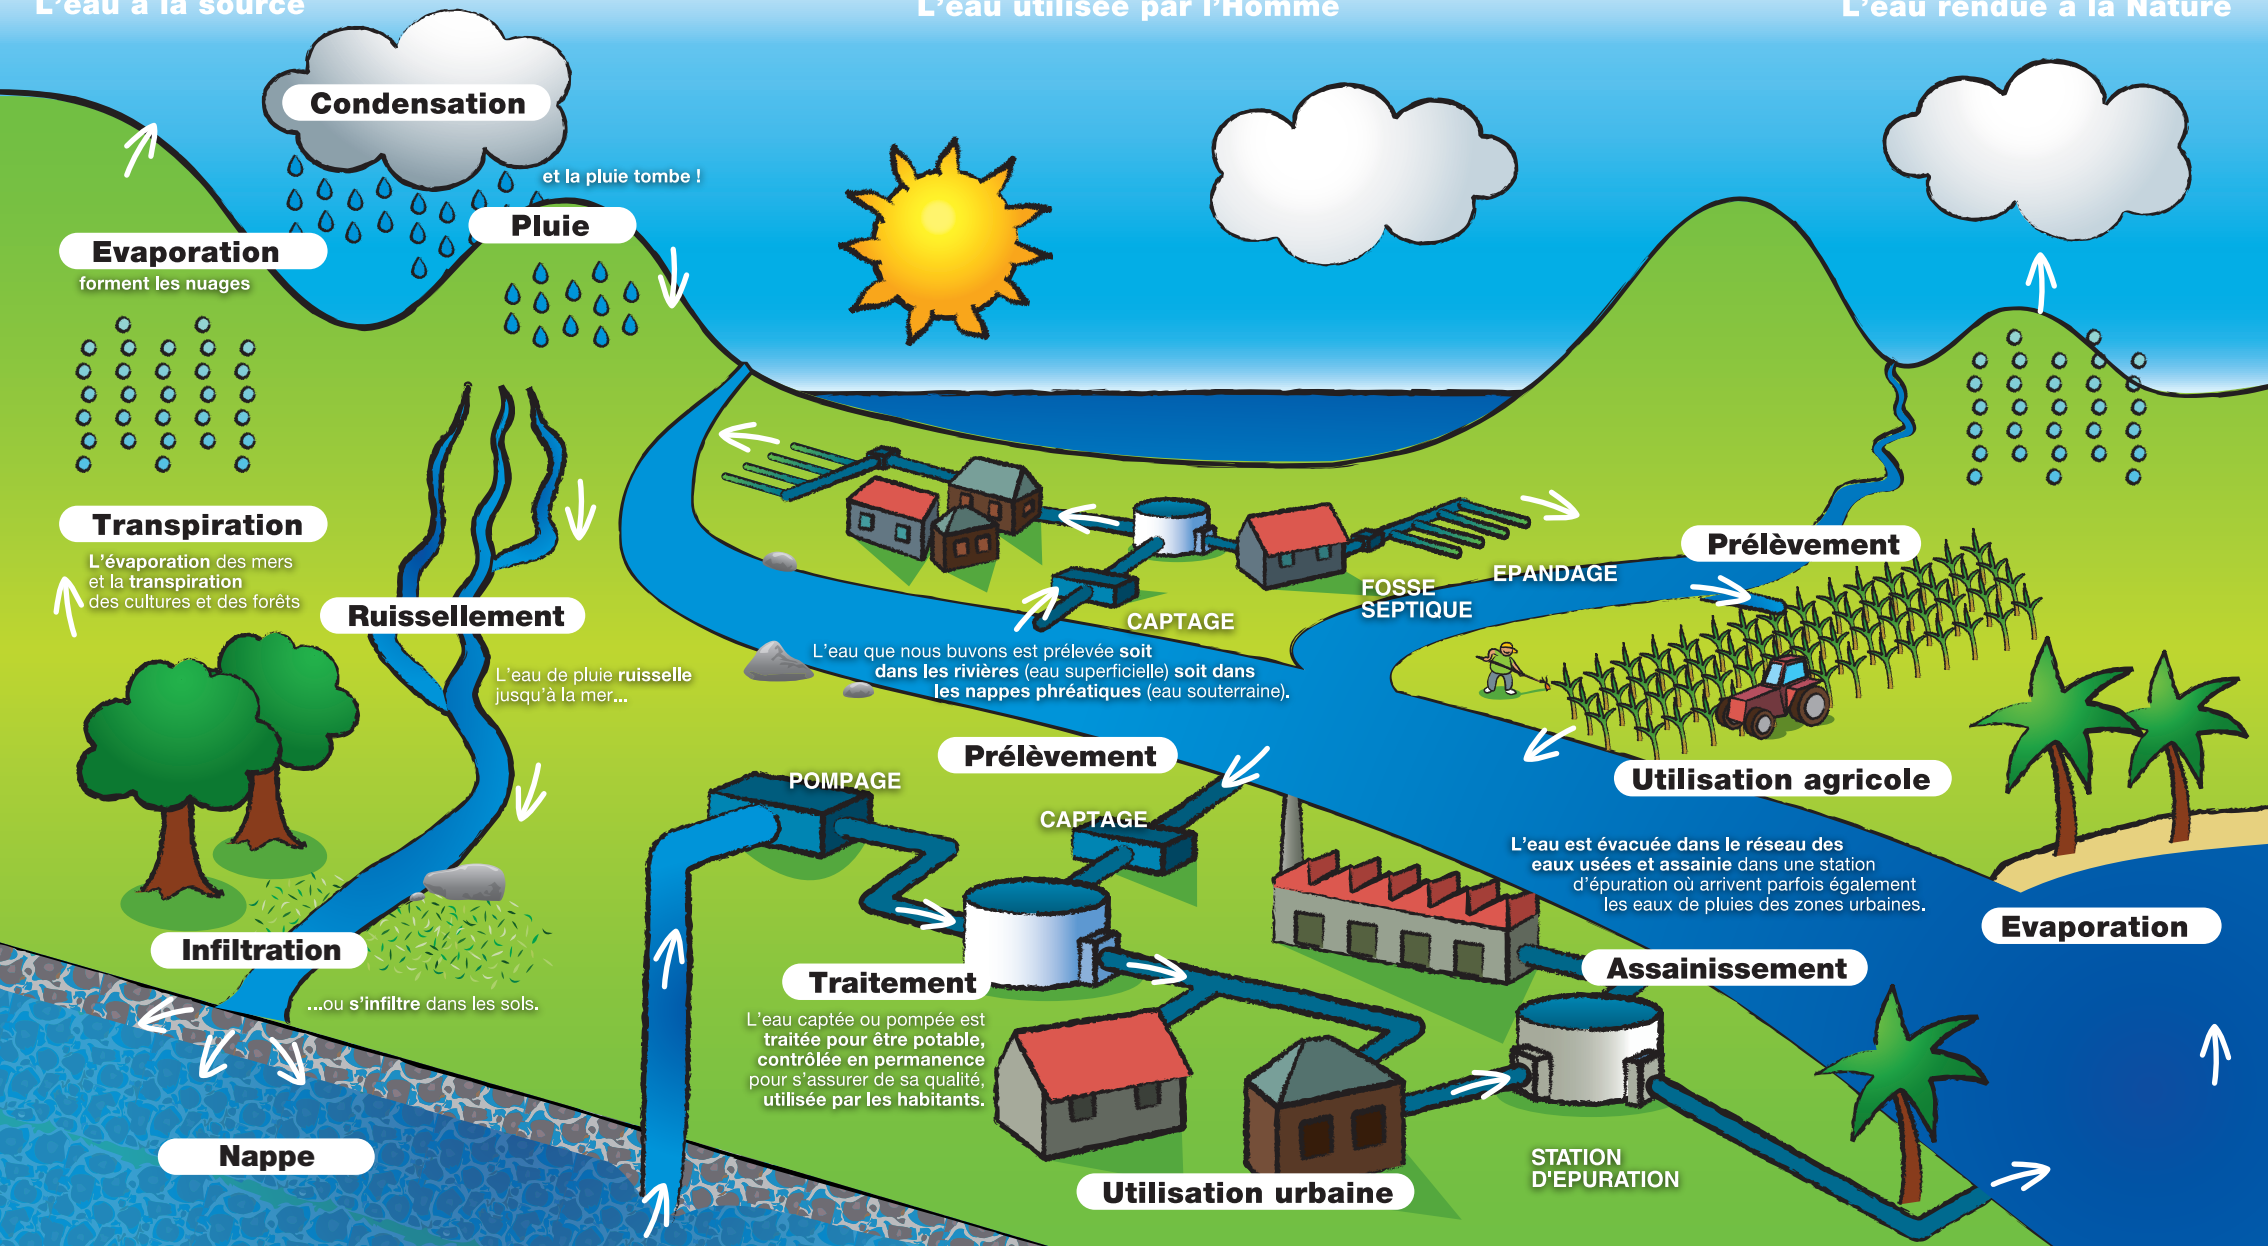 L'eau à la source
L'eau utilisée par l'Homme
L'eau rendue à la Nature
Condensation
et la pluie tombe !
Pluie
Evaporation
forment les nuages
Transpiration
L'évaporation des mers
et la transpiration
des cultures et des forêts
Ruissellement
L'eau de pluie ruisselle
jusqu'à la mer...
Infiltration
...ou s'infiltre dans les sols.
Nappe
FOSSE
SEPTIQUE
EPANDAGE
CAPTAGE
L'eau que nous buvons est prélevée soit
dans les rivières (eau superficielle) soit dans
les nappes phréatiques (eau souterraine).
Prélèvement
POMPAGE
CAPTAGE
Traitement
L'eau captée ou pompée est
traitée pour être potable,
contrôlée en permanence
pour s'assurer de sa qualité,
utilisée par les habitants.
Utilisation urbaine
Prélèvement
Utilisation agricole
L'eau est évacuée dans le réseau des
eaux usées et assainie dans une station
d'épuration où arrivent parfois également
les eaux de pluies des zones urbaines.
Assainissement
STATION
D'EPURATION
Evaporation